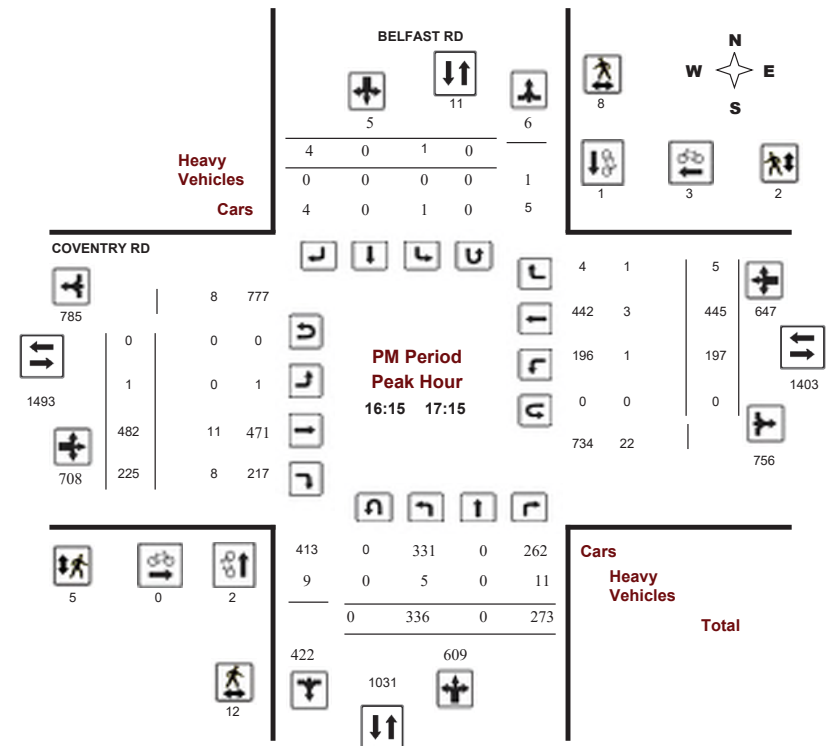 BELFAST RD
N
W E
S
5
11
6
8
4 0 1 0
Heavy
Vehicles
0 0 0 0 1
Cars
4 0 1 0 5
1
3
2
COVENTRY RD
785
8 777
0 0 0
1493
1 0 1
482 11 471
708
225 8 217
PM Period
Peak Hour
16:15 17:15
4 1 5
647
442 3 445
196 1 197
1403
0 0 0
734 22
756
413 0 331 0 262
Cars
9 0 5 0 11
Heavy
Vehicles
0 336 0 273
Total
5
0
2
422
609
1031
12